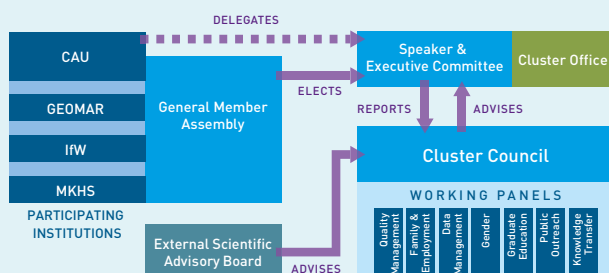 DELEGATES
CAU
GEOMAR
IfW
MKHS
PARTICIPATING
INSTITUTIONS
General Member
Assembly
ELECTS
Speaker &
Executive Committee
Cluster Office
REPORTS
ADVISES
Cluster Council
WORKING PANELS
Quality
Management
Family &
Employment
Data
Management
Gender
Graduate
Education
Public
Outreach
Knowledge
Transfer
External Scientific
Advisory Board
ADVISES